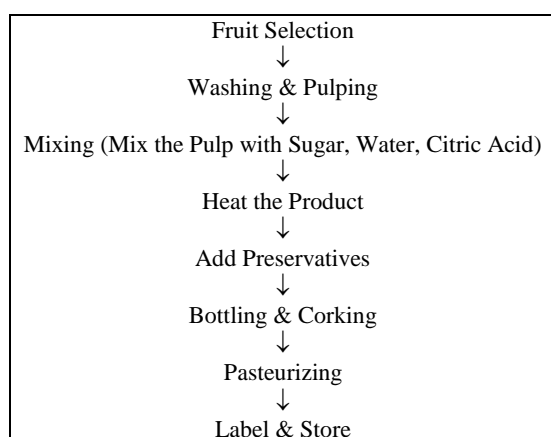 Fruit Selection
↓
Washing & Pulping
↓
Mixing (Mix the Pulp with Sugar, Water, Citric Acid)
↓
Heat the Product
↓
Add Preservatives
↓
Bottling & Corking
↓
Pasteurizing
↓
Label & Store